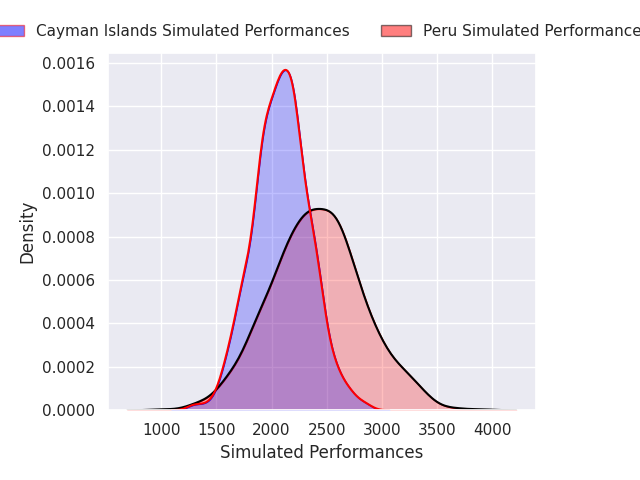 Cayman Islands Simulated Performances Peru Simulated Performance
0.0016
0.0014
0.0012
0.0010
0.0008
0.0006
0.0004
0.0002
0.0000
Density
1000 1500 2000 2500 3000 3500 4000
Simulated Performances